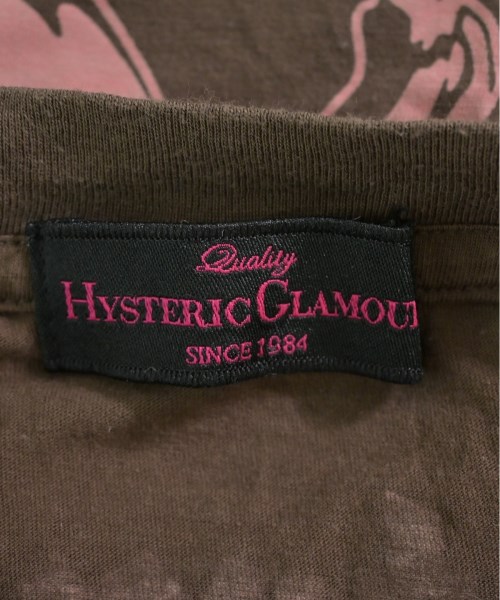 Quality
HYSTERIC GLAMOUR
SINCE 1984